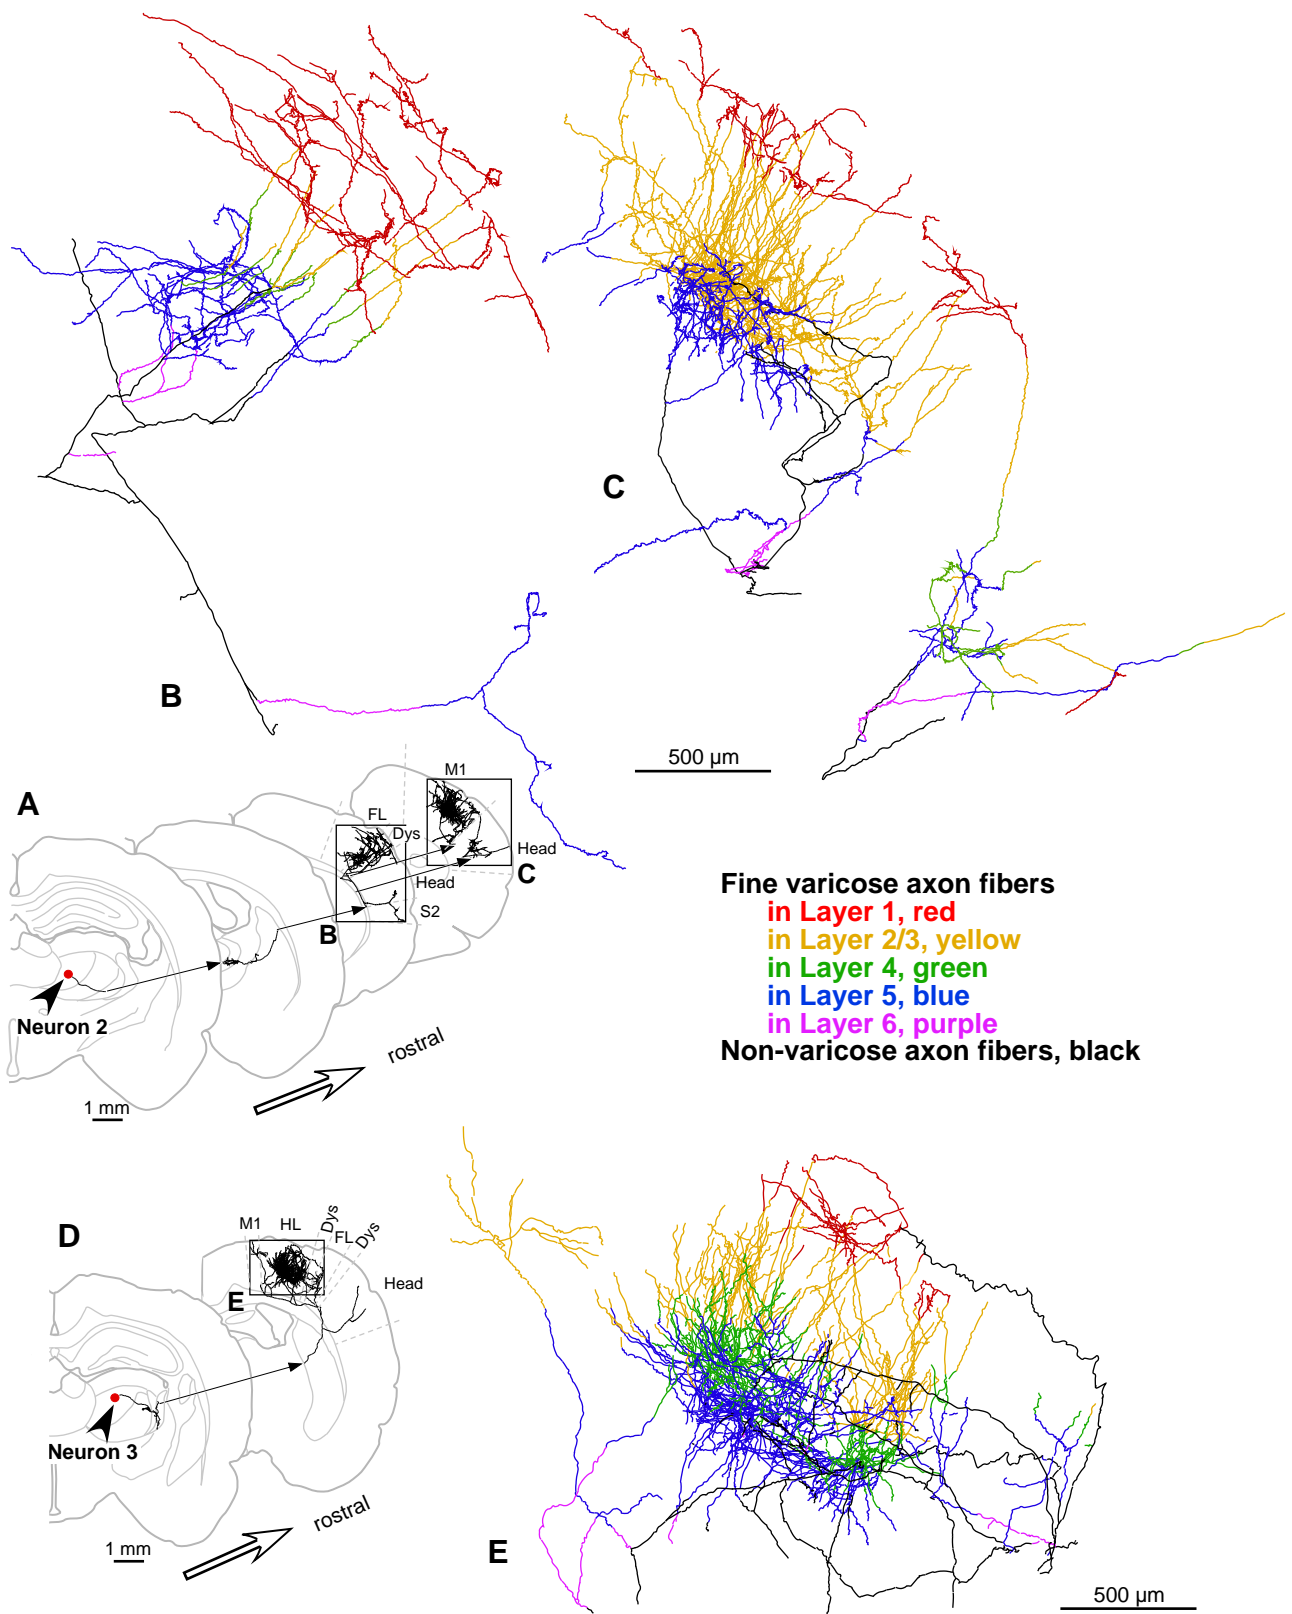 C
B
500 µm
M1
A
FL
Dys
Head
C
Head
S2
B
Fine varicose axon fibers
in Layer 1, red
in Layer 2/3, yellow
in Layer 4, green
in Layer 5, blue
in Layer 6, purple
Non-varicose axon fibers, black
Neuron 2
rostral
1 mm
D
M1
HL
Dys
FL
Dys
Head
E
Neuron 3
rostral
1 mm
E
500 µm